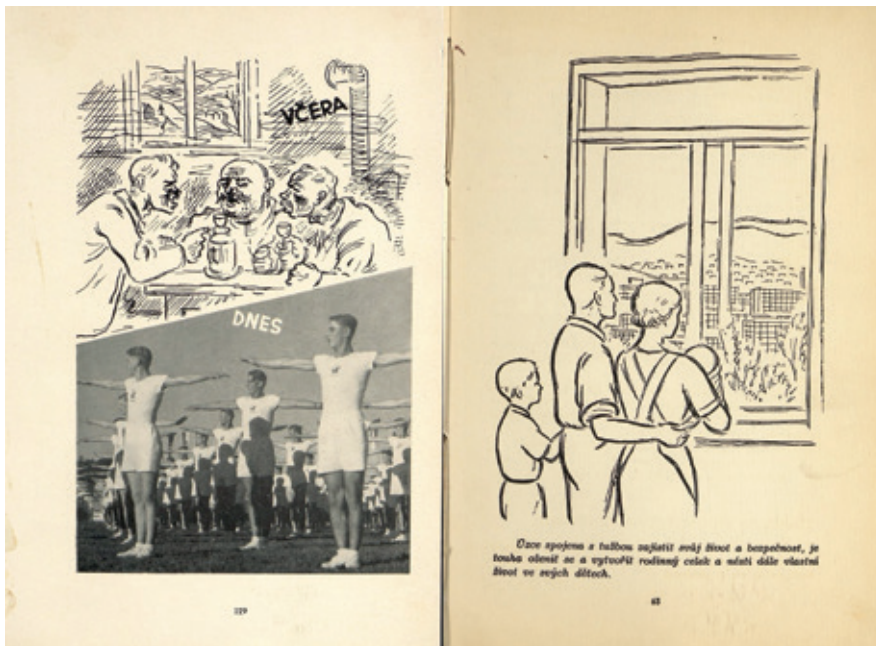 VČERA
DNES
129
Úzce spojena s tužbou zajistit svůj život a bezpečnost, je
touha oženit se a vytvořit rodinný celek a nésti dále vlastní
život ve svých dětech.
65